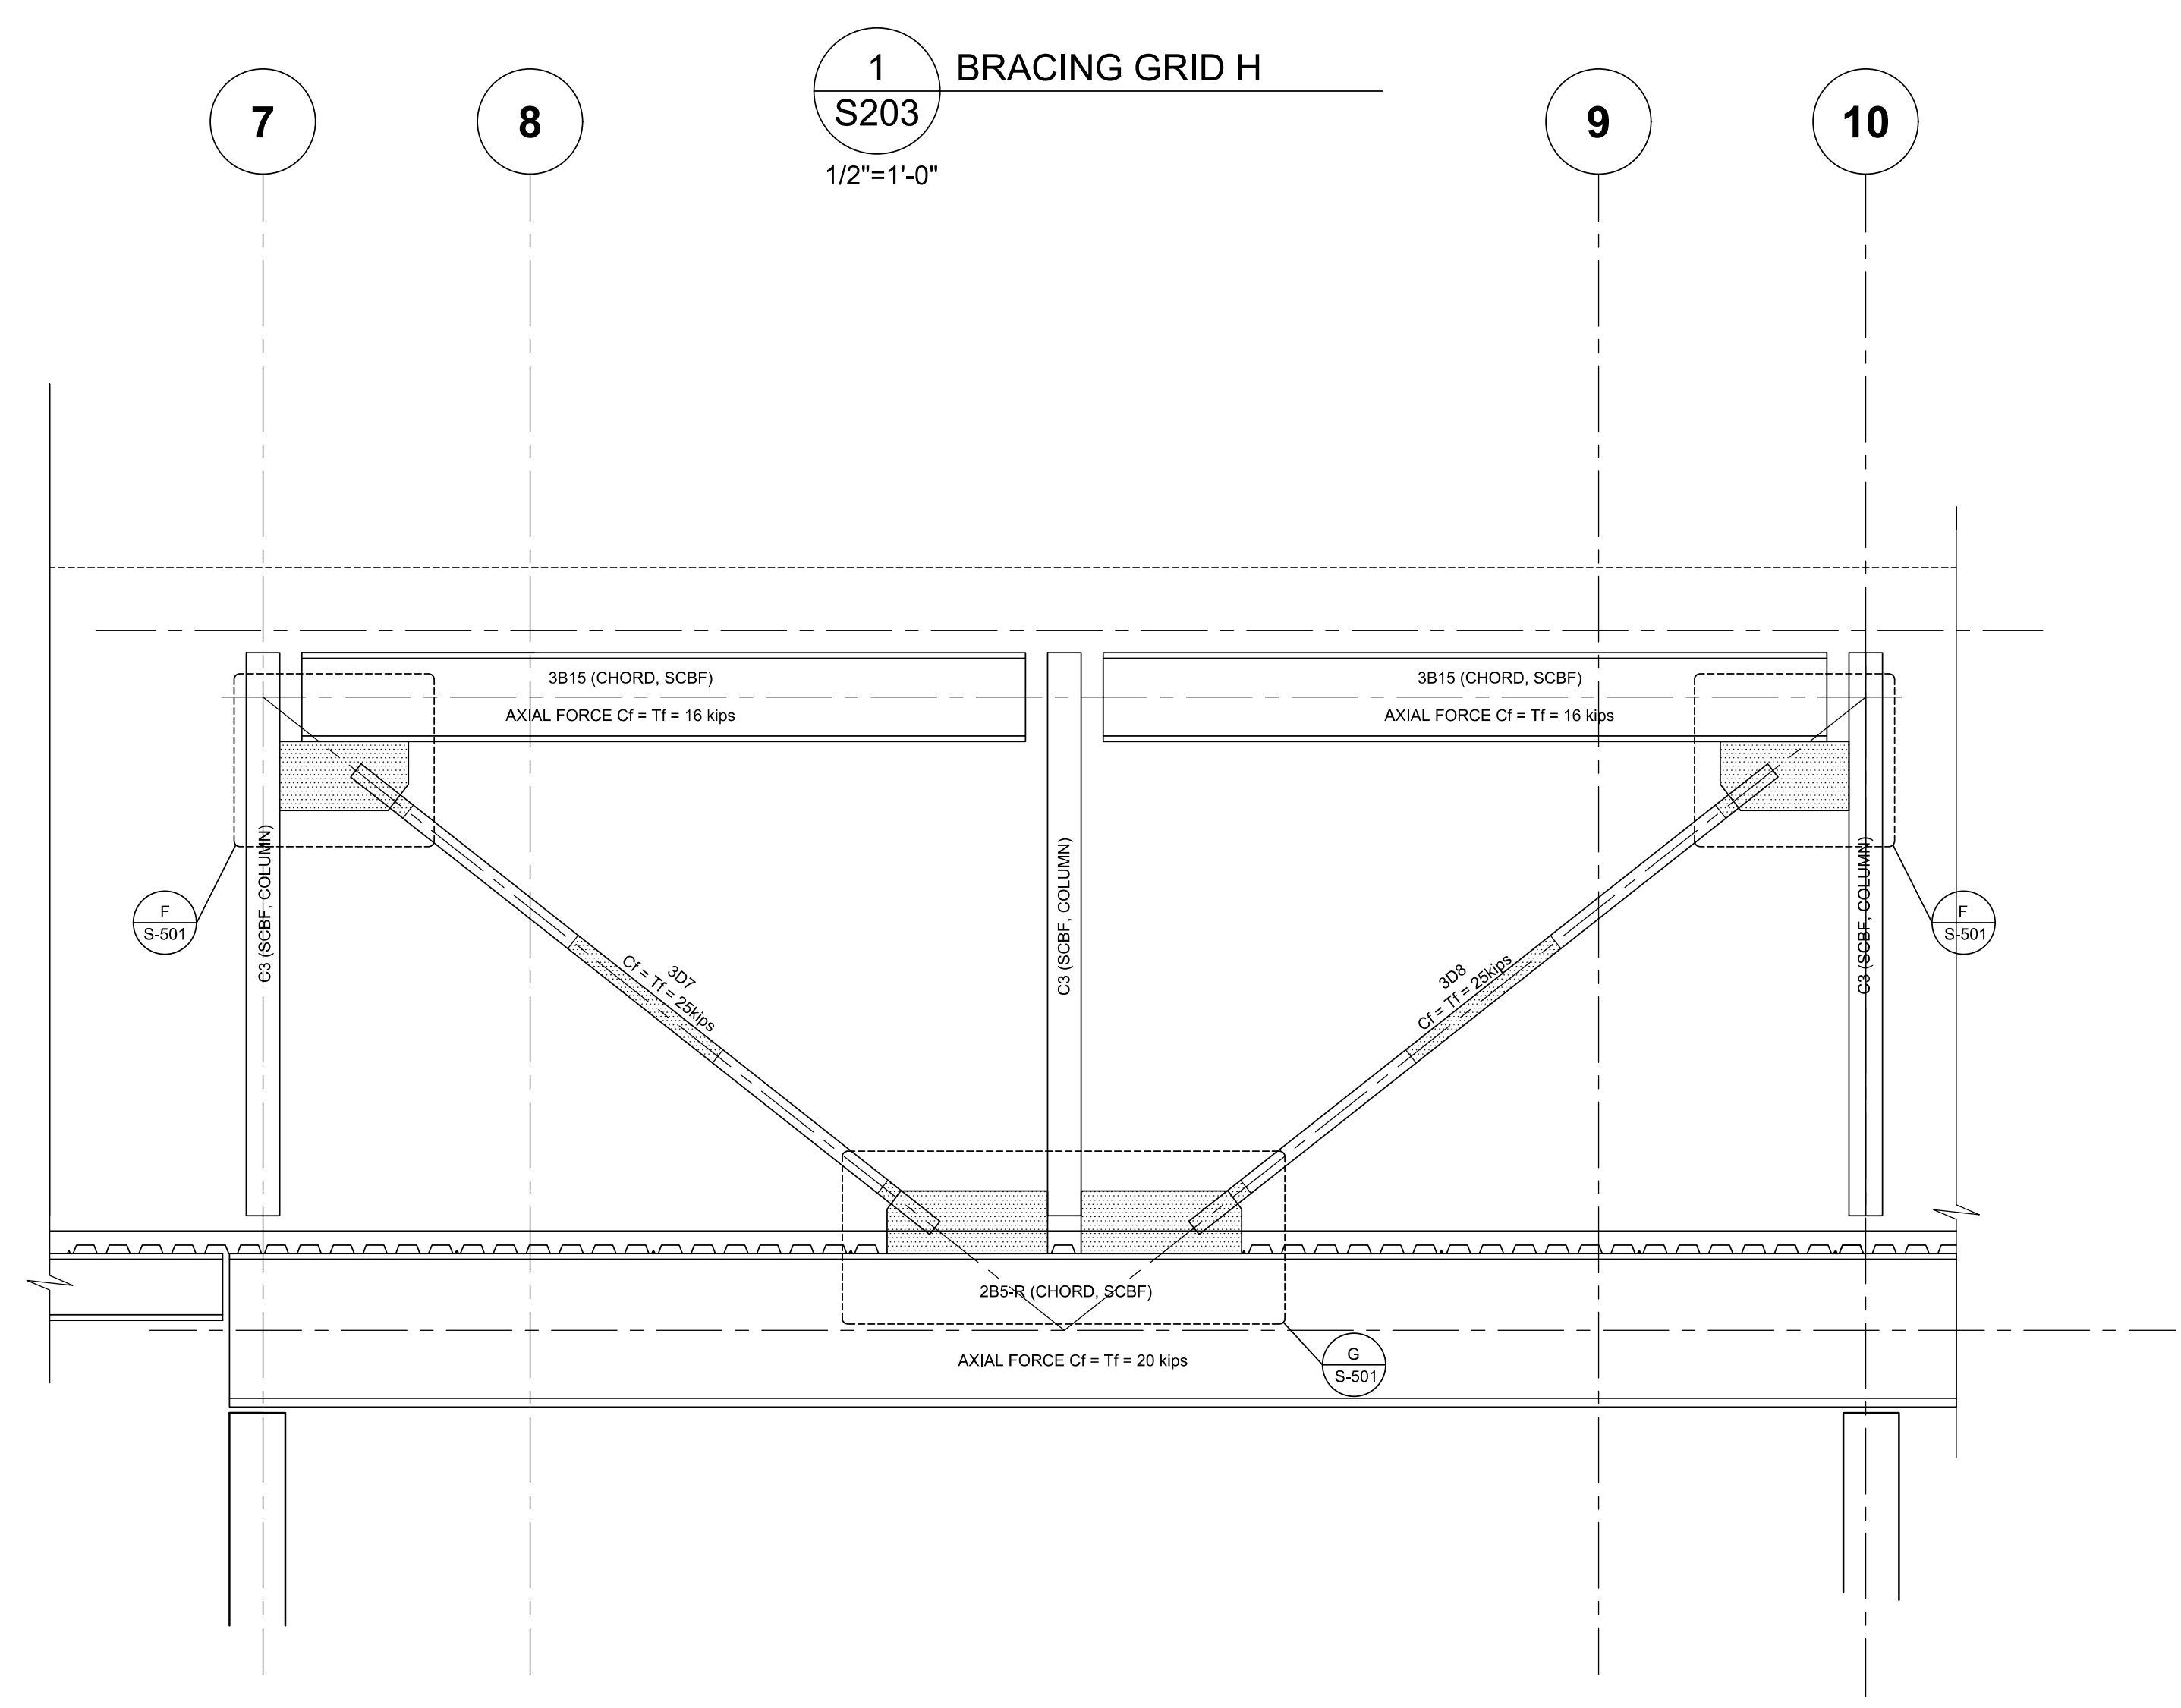 1
BRACING GRID H
S203
1/2"=1'-0"
7
8
9
10
3B15 (CHORD, SCBF)
AXIAL FORCE Cf = Tf = 16 kips
3B15 (CHORD, SCBF)
AXIAL FORCE Cf = Tf = 16 kips
F
S-501
C3 (SCBF, COLUMN)
3D7
Cf = Tf = 25kips
C3 (SCBF, COLUMN)
3D8
Cf = Tf = 25kips
C3 (SCBF, COLUMN)
F
S-501
2B5-R (CHORD, SCBF)
AXIAL FORCE Cf = Tf = 20 kips
G
S-501